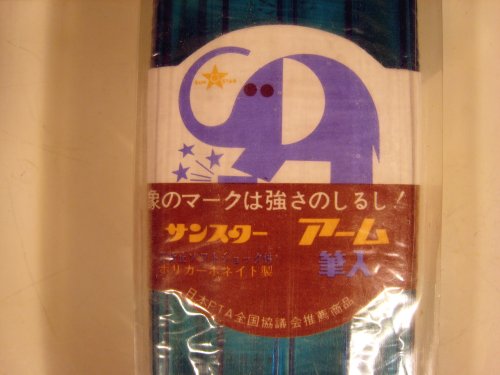 SUN STAR
象のマークは強さのしるし!
サンスター アーム
筆入
ポリカーボネイト製
日本PTA全国協議会推薦商品